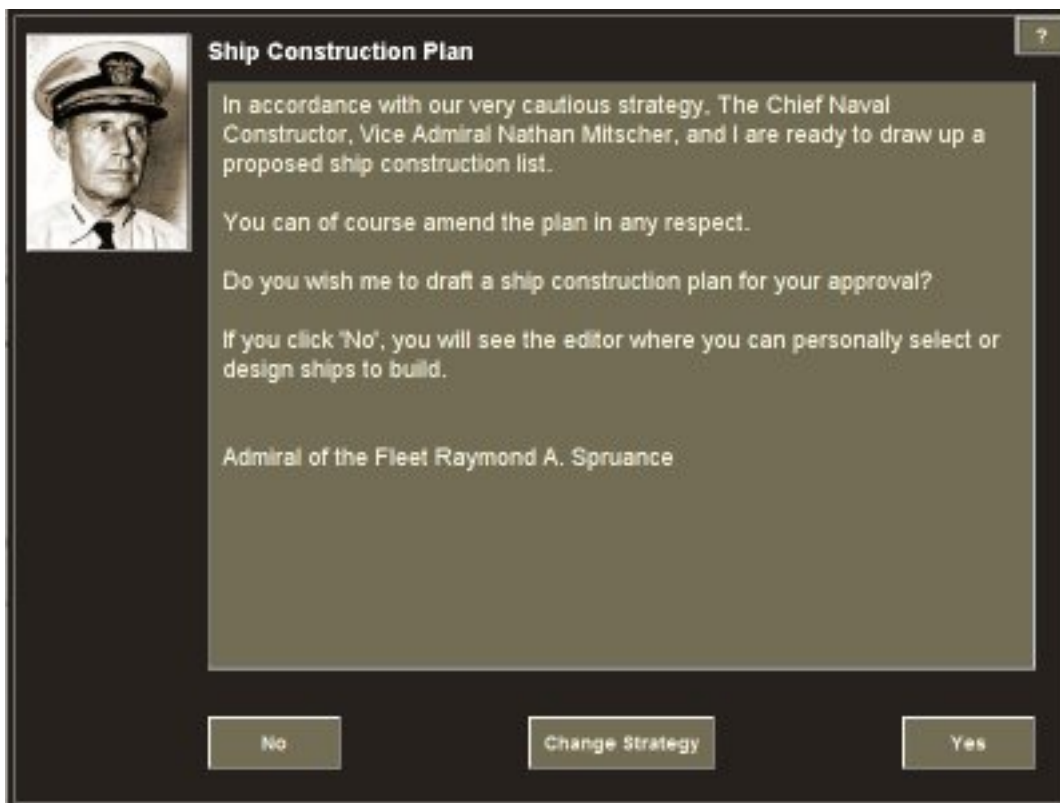 ?
Ship Construction Plan
In accordance with our very cautious strategy, The Chief Naval
Constructor, Vice Admiral Nathan Mitscher, and I are ready to draw up a
proposed ship construction list.
You can of course amend the plan in any respect.
Do you wish me to draft a ship construction plan for your approval?
If you click 'No', you will see the editor where you can personally select or
design ships to build.
Admiral of the Fleet Raymond A. Spruance
No
Change Strategy
Yes